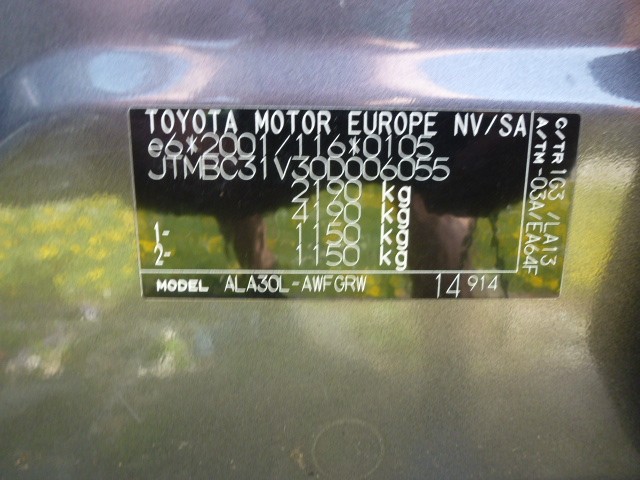 TOYOTA MOTOR EUROPE NV/SA
e6*2001/116*0105
JTMBC31V30D006055
2190 kg
4190 kg
1- 1150 kg
2- 1150 kg
MODEL ALA30L-AWFGRW 14 914
C/TR 1G3 /LA13
A/TM -03A/EA64F